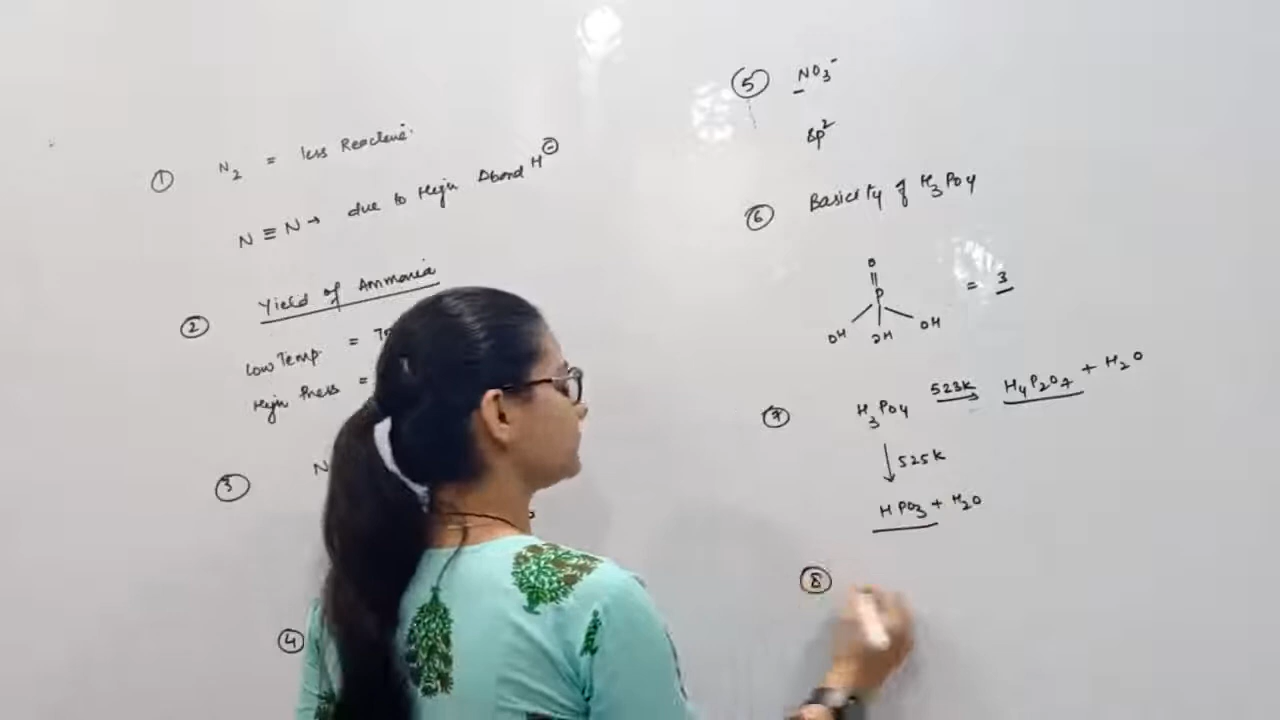 ① N₂ = less Reactive
N ≡ N → due to High Δbond H⊖
② Yield of Ammonia
Low Temp =
High Press =
③ N
④
⑤ NO₃⁻
sp²
⑥ Basicity of H₃PO₄
O
P = 3
OH OH OH
⑦ H₃PO₄ 523K → H₄P₂O₇ + H₂O
↓ 525K
HPO₃ + H₂O
⑧